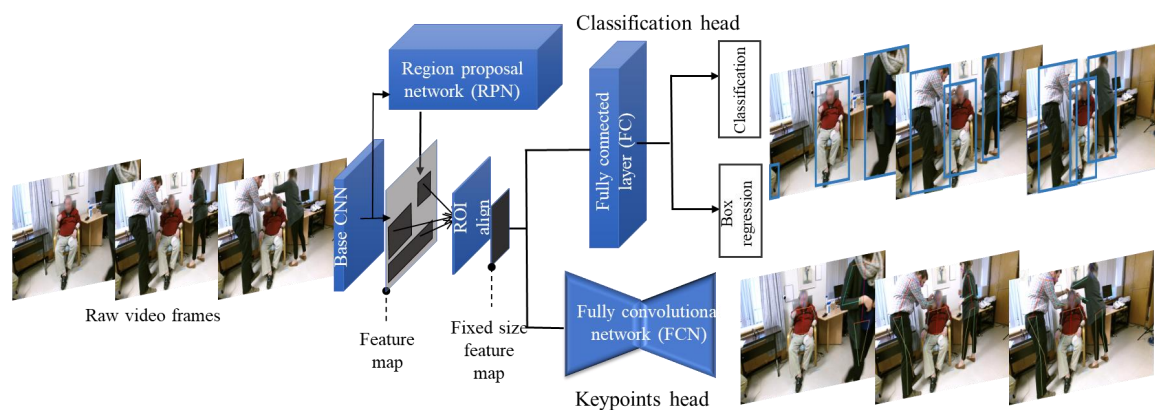 Classification head
Region proposal
network (RPN)
Base CNN
ROI
align
Fully connected
layer (FC)
Classification
Box
regression
Raw video frames
Feature
map
Fixed size
feature
map
Fully convolutiona
network (FCN)
Keypoints head